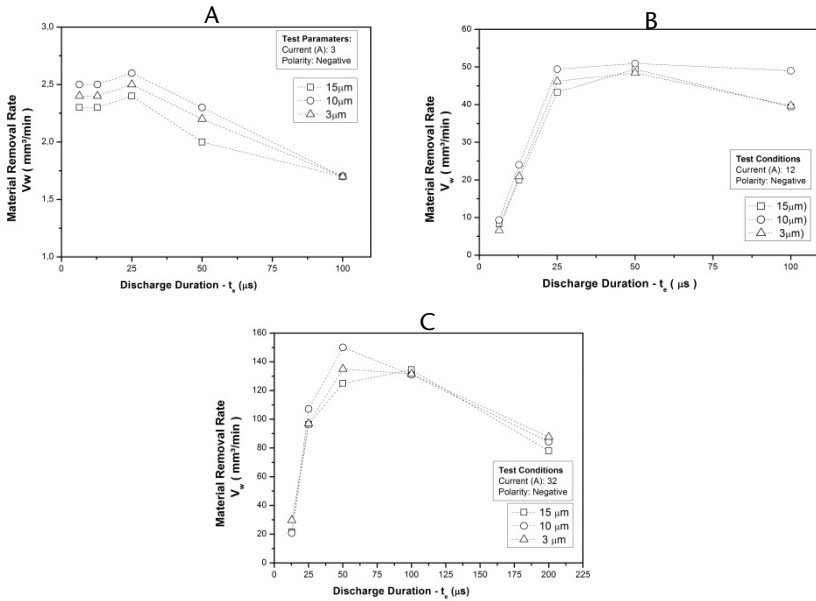 A
Material Removal Rate
Vw ( mm³/min )
3,0
2,5
2,0
1,5
1,0
0
25
50
75
100
Discharge Duration - tₑ (μs)
Test Paramaters:
Current (A): 3
Polarity: Negative
15μm
10μm
3μm
B
Material Removal Rate
V_w ( mm³/min )
60
50
40
30
20
10
0
0
25
50
75
100
Discharge Duration - tₑ ( μs )
Test Conditions
Current (A): 12
Polarity: Negative
15μm)
10μm)
3μm)
C
Material Removal Rate
V_w ( mm³/min )
160
140
120
100
80
60
40
20
0
0
25
50
75
100
125
150
175
200
225
Discharge Duration - tₑ (μs)
Test Conditions
Current (A): 32
Polarity: Negative
15 μm
10 μm
3 μm